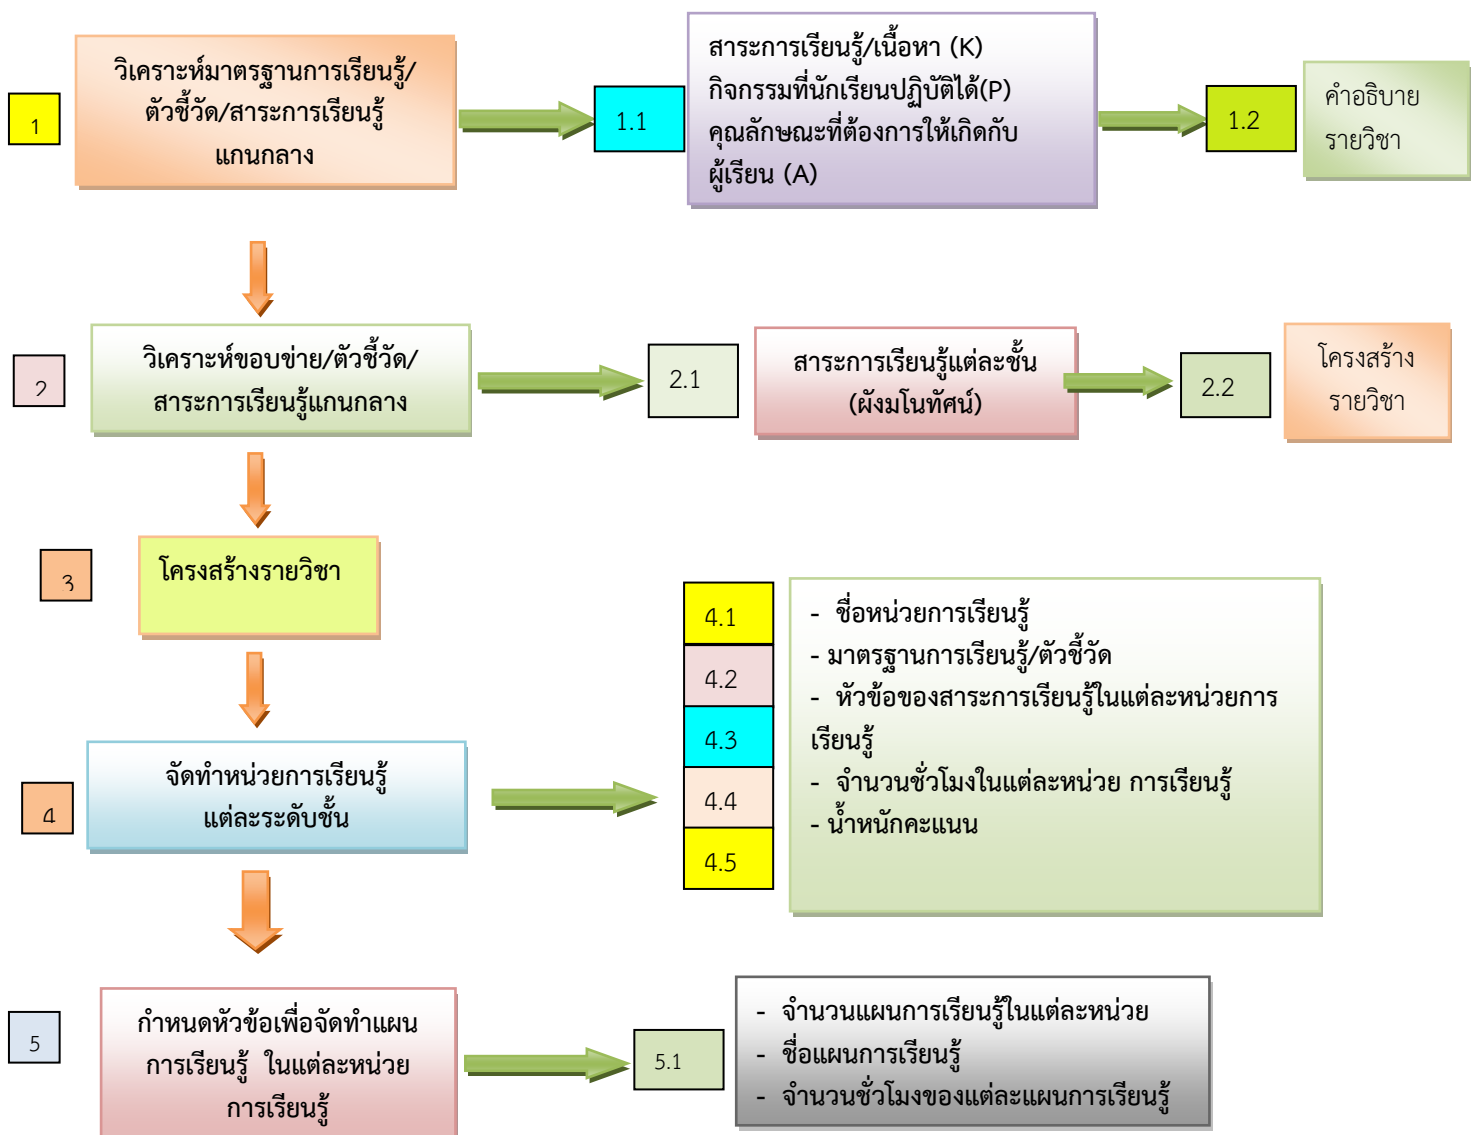 1
วิเคราะห์มาตรฐานการเรียนรู้/
ตัวชี้วัด/สาระการเรียนรู้
แกนกลาง
1.1
สาระการเรียนรู้/เนื้อหา (K)
กิจกรรมที่นักเรียนปฏิบัติได้(P)
คุณลักษณะที่ต้องการให้เกิดกับ
ผู้เรียน (A)
1.2
คำอธิบาย
รายวิชา
2
วิเคราะห์ขอบข่าย/ตัวชี้วัด/
สาระการเรียนรู้แกนกลาง
2.1
สาระการเรียนรู้แต่ละชั้น
(ผังมโนทัศน์)
2.2
โครงสร้าง
รายวิชา
3
โครงสร้างรายวิชา
4
จัดทำหน่วยการเรียนรู้
แต่ละระดับชั้น
4.1
4.2
4.3
4.4
4.5
- ชื่อหน่วยการเรียนรู้
- มาตรฐานการเรียนรู้/ตัวชี้วัด
- หัวข้อของสาระการเรียนรู้ในแต่ละหน่วยการ
เรียนรู้
- จำนวนชั่วโมงในแต่ละหน่วย การเรียนรู้
- น้ำหนักคะแนน
5
กำหนดหัวข้อเพื่อจัดทำแผน
การเรียนรู้ ในแต่ละหน่วย
การเรียนรู้
5.1
- จำนวนแผนการเรียนรู้ในแต่ละหน่วย
- ชื่อแผนการเรียนรู้
- จำนวนชั่วโมงของแต่ละแผนการเรียนรู้